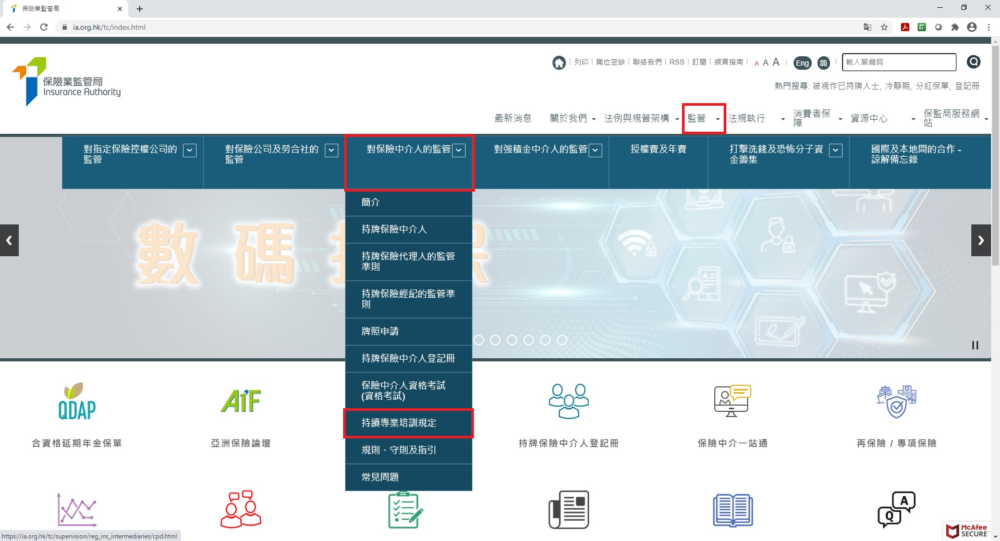 保險業監管局
ia.org.hk/tc/index.html
保險業監管局
Insurance Authority
列印 | 職位空缺 | 聯絡我們 | RSS | 訂閱 | 網頁指南 | A A A | Eng 简 | 輸入關鍵詞
熱門搜尋: 被視作已持牌人士, 冷靜期, 分紅保單, 登記冊
最新消息 關於我們 法例與規管架構 監管 法規執行 消費者保障 資源中心 保監局服務網站
對指定保險控權公司的
監管
對保險公司及勞合社的
監管
對保險中介人的監管
對強積金中介人的監管
授權費及年費
打擊洗錢及恐怖分子資
金籌集
國際及本地間的合作 -
諒解備忘錄
簡介
持牌保險中介人
持牌保險代理人的監管
準則
持牌保險經紀的監管準
則
牌照申請
持牌保險中介人登記冊
保險中介人資格考試
(資格考試)
持續專業培訓規定
規則、守則及指引
常見問題
數碼
REC
QDAP
合資格延期年金保單
AIF
亞洲保險論壇
持牌保險中介人登記冊
保險中介一站通
再保險 / 專項保險
A
Q
https://ia.org.hk/tc/supervision/reg_ins_intermediaries/cpd.html
McAfee
SECURE